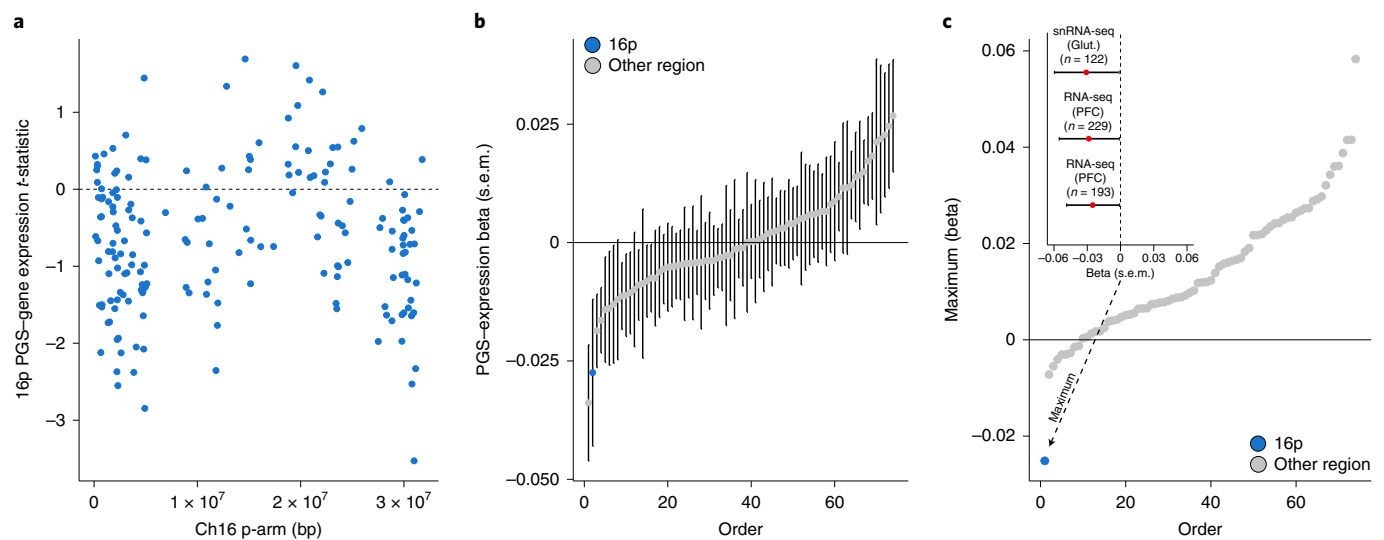 a
16p PGS–gene expression t-statistic
1
0
–1
–2
–3
0
1 × 10⁷
2 × 10⁷
3 × 10⁷
Ch16 p-arm (bp)
b
16p
Other region
PGS–expression beta (s.e.m.)
0.025
0
–0.025
–0.050
0
20
40
60
Order
c
Maximum (beta)
0.06
0.04
0.02
0
–0.02
snRNA-seq
(Glut.)
(n = 122)
RNA-seq
(PFC)
(n = 229)
RNA-seq
(PFC)
(n = 193)
–0.06
–0.03
0
0.03
0.06
Beta (s.e.m.)
Maximum
16p
Other region
0
20
40
60
Order